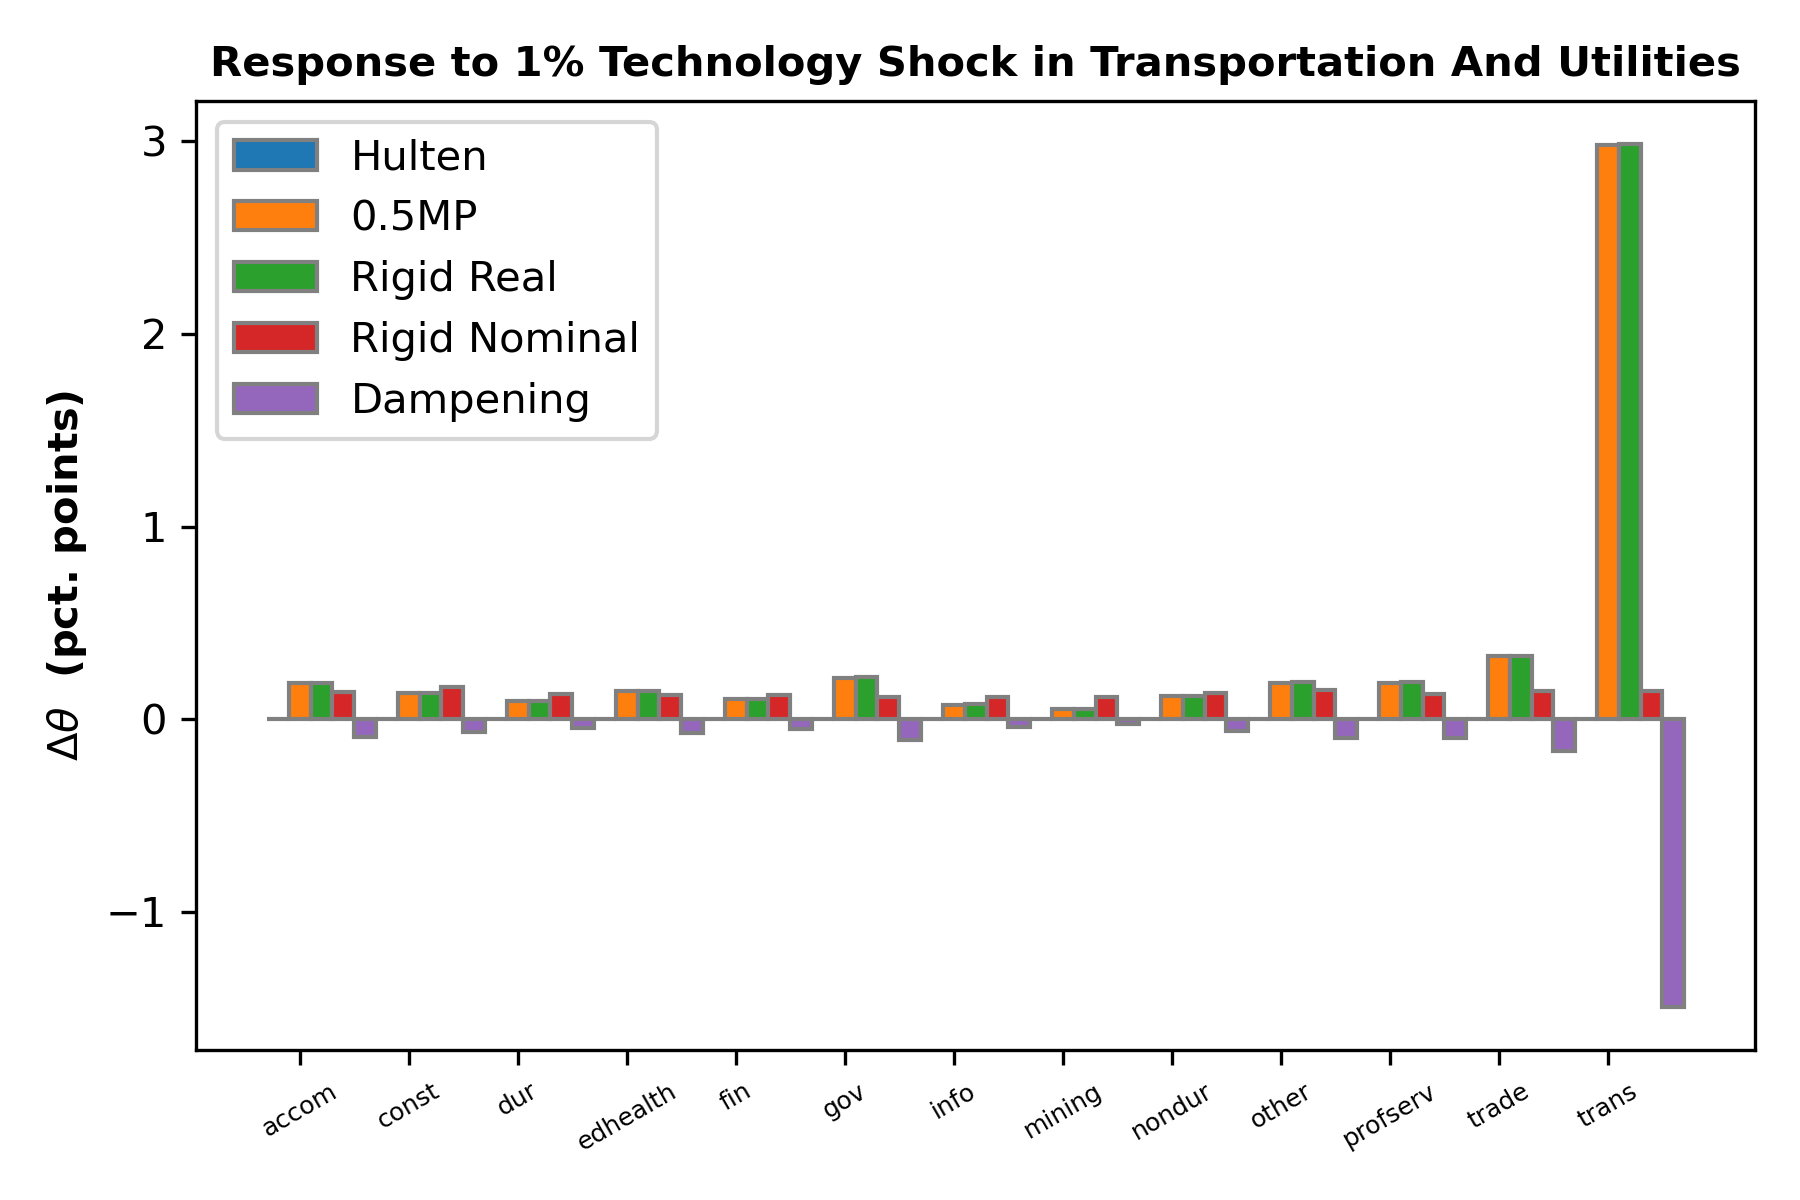 Response to 1% Technology Shock in Transportation And Utilities
Hulten
0.5MP
Rigid Real
Rigid Nominal
Dampening
3
2
1
0
−1
Δθ (pct. points)
accom
const
dur
edhealth
fin
gov
info
mining
nondur
other
profserv
trade
trans